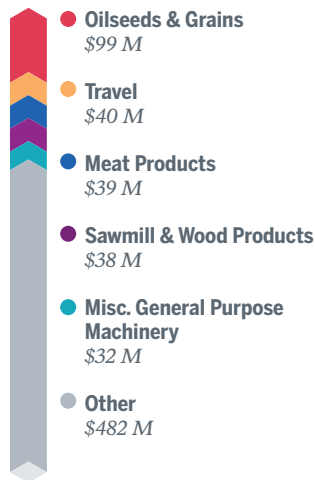 Oilseeds & Grains
$99 M
Travel
$40 M
Meat Products
$39 M
Sawmill & Wood Products
$38 M
Misc. General Purpose
Machinery
$32 M
Other
$482 M